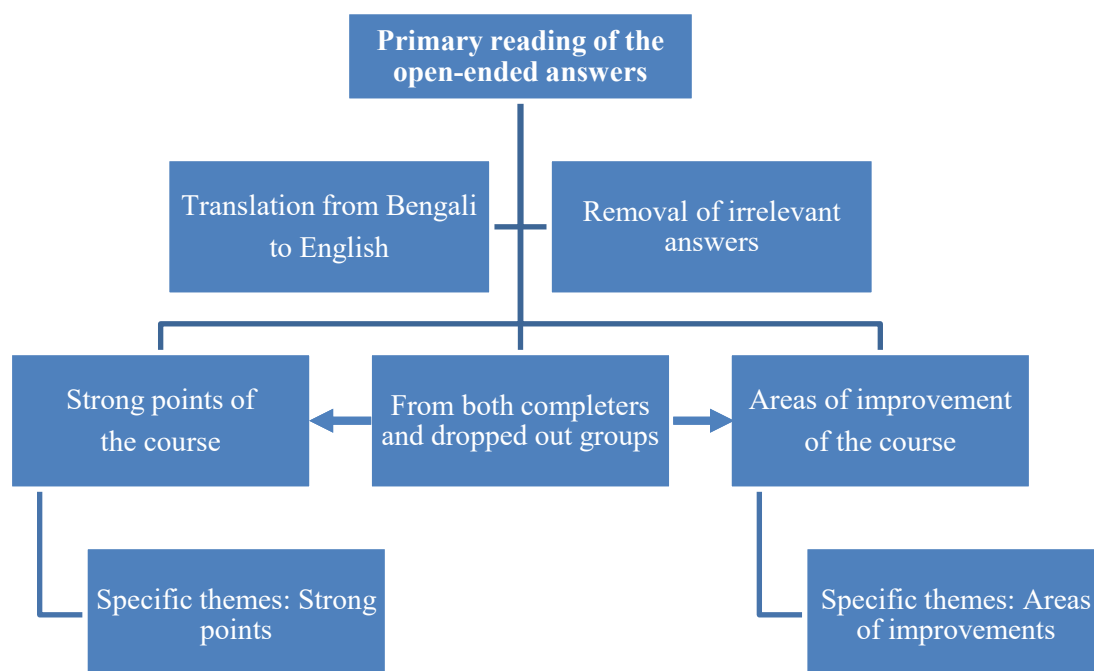 Primary reading of the
open-ended answers
Translation from Bengali
to English
Removal of irrelevant
answers
Strong points of
the course
From both completers
and dropped out groups
Areas of improvement
of the course
Specific themes: Strong
points
Specific themes: Areas
of improvements